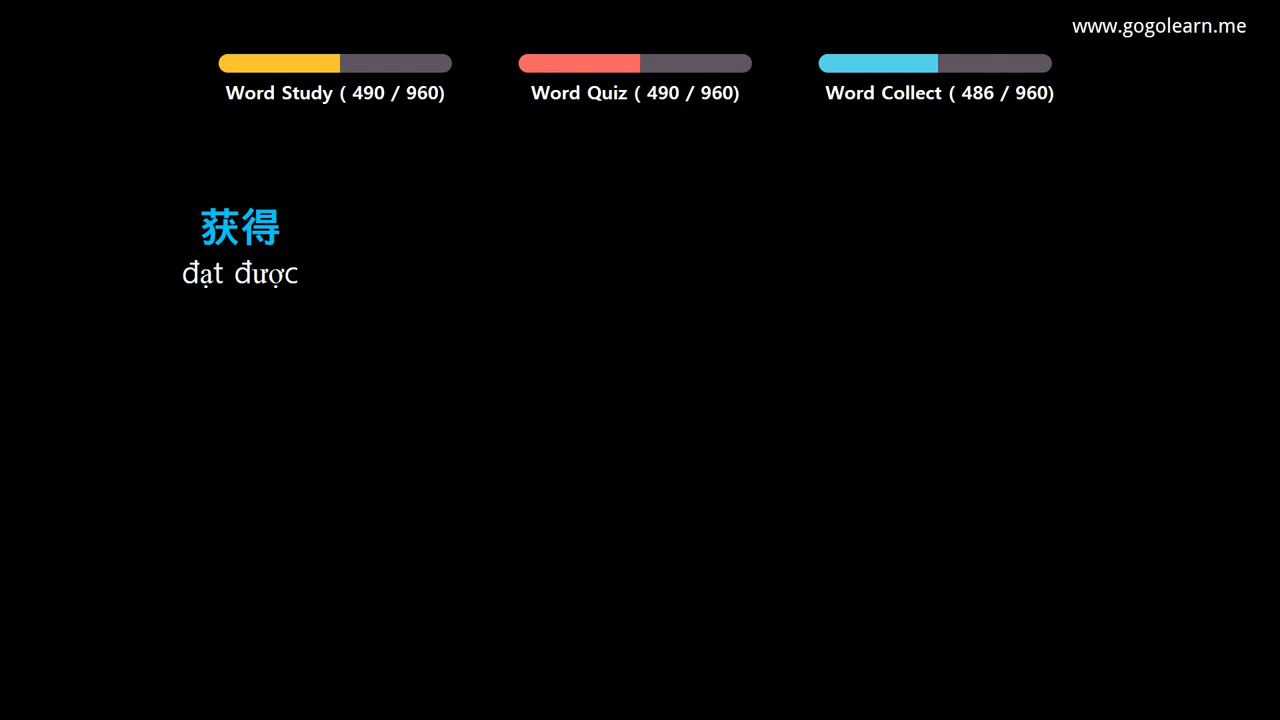 www.gogolearn.me
Word Study ( 490 / 960)
Word Quiz ( 490 / 960)
Word Collect ( 486 / 960)
获得
đạt được